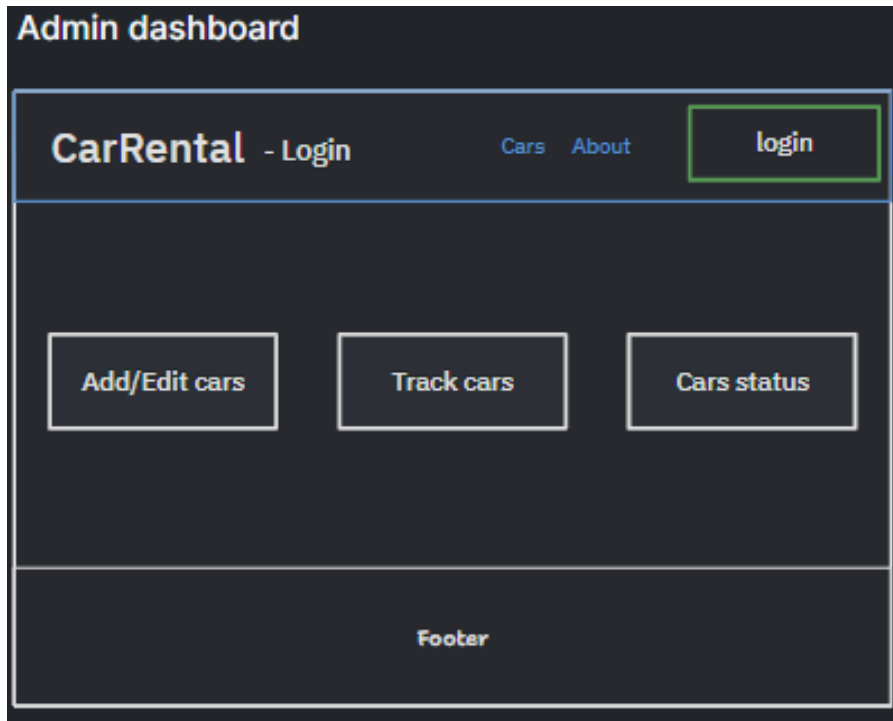 Admin dashboard
CarRental - Login Cars About login
Add/Edit cars Track cars Cars status
Footer